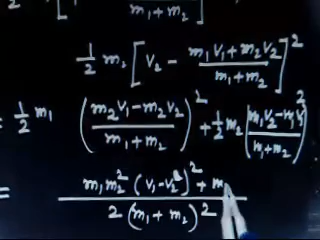 m₁ + m₂ ]
1/2 m₂ [ v₂ - (m₁v₁ + m₂v₂)/(m₁ + m₂) ]²
= 1/2 m₁ ( (m₂v₁ - m₂v₂)/(m₁ + m₂) )² + 1/2 m₂ ( (m₁v₂ - m₁v₁)/(m₁ + m₂) )²
= m₁m₂² (v₁ - v₂)² + m / 2 (m₁ + m₂)²